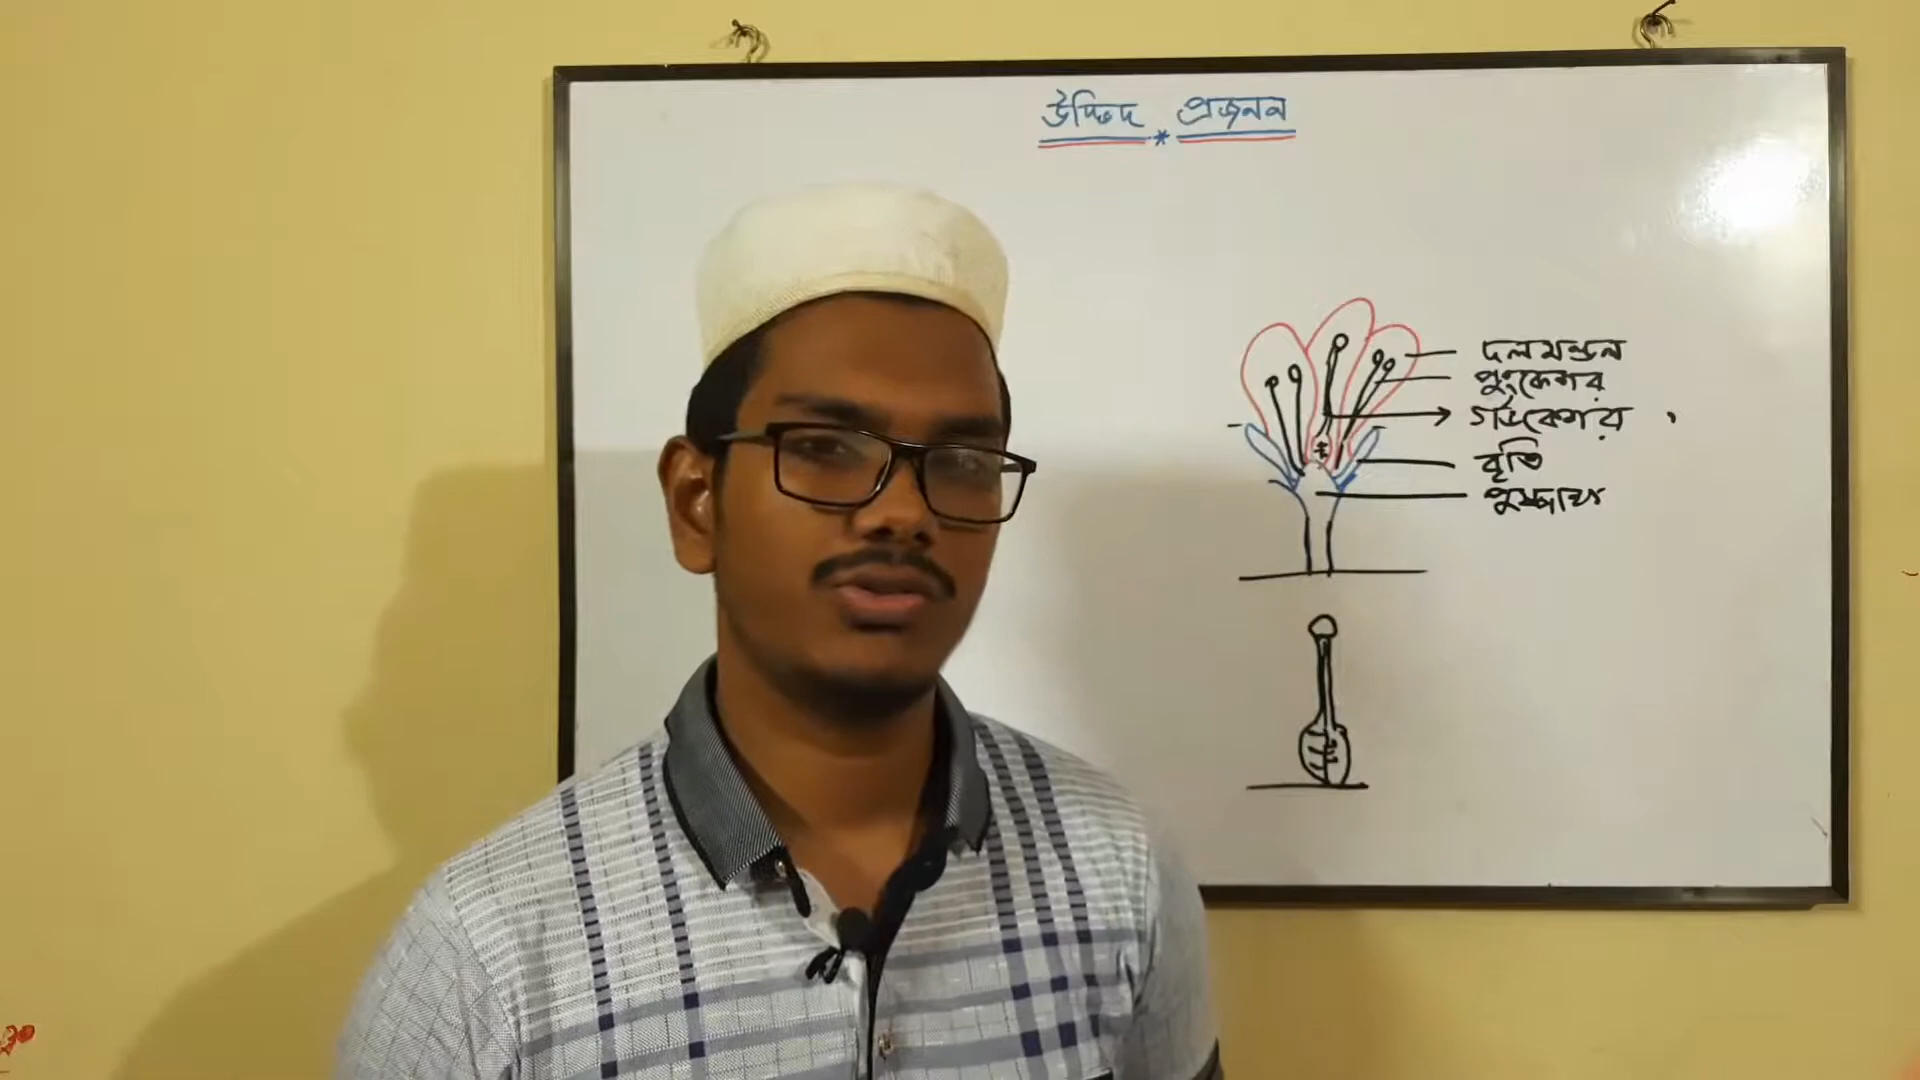 উদ্ভিদ * প্রজনন
দলমন্ডল
পুংকেশর
গর্ভকেশর
বৃতি
পুষ্পাক্ষ